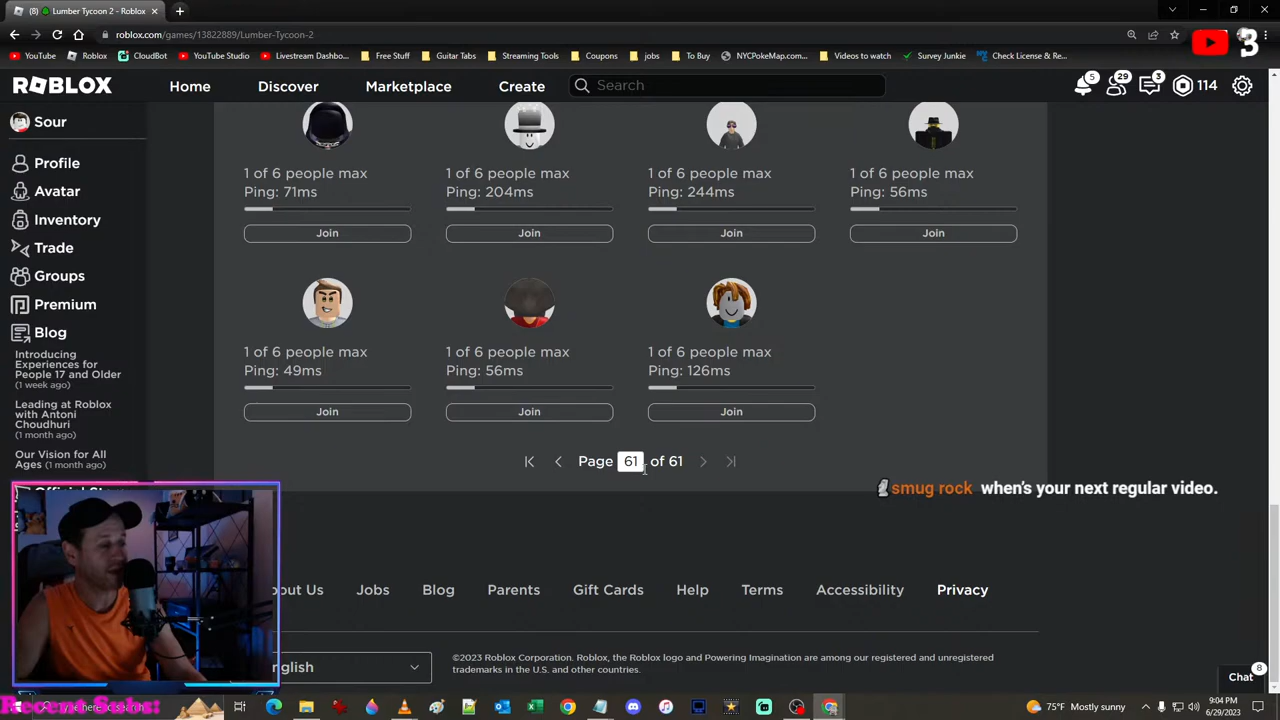 (8) Lumber Tycoon 2 - Roblox
roblox.com/games/13822889/Lumber-Tycoon-2
YouTube Roblox CloudBot YouTube Studio Livestream Dashbo... Free Stuff Guitar Tabs Streaming Tools Coupons jobs To Buy NYCPokeMap.com... Videos to watch Survey Junkie Check License & Re...
ROBLOX Home Discover Marketplace Create Search 5 29 3 114
Sour
Profile
Avatar
Inventory
Trade
Groups
Premium
Blog
Introducing
Experiences for
People 17 and Older
(1 week ago)
Leading at Roblox
with Antoni
Choudhuri
(1 month ago)
Our Vision for All
Ages (1 month ago)
1 of 6 people max 1 of 6 people max 1 of 6 people max 1 of 6 people max
Ping: 71ms Ping: 204ms Ping: 244ms Ping: 56ms
Join Join Join Join
1 of 6 people max 1 of 6 people max 1 of 6 people max
Ping: 49ms Ping: 56ms Ping: 126ms
Join Join Join
Page 61 of 61
smug rock when's your next regular video.
out Us Jobs Blog Parents Gift Cards Help Terms Accessibility Privacy
nglish
©2023 Roblox Corporation. Roblox, the Roblox logo and Powering Imagination are among our registered and unregistered
trademarks in the U.S. and other countries.
Chat 8
Recent Subs:
75°F Mostly sunny
9:04 PM
6/29/2023